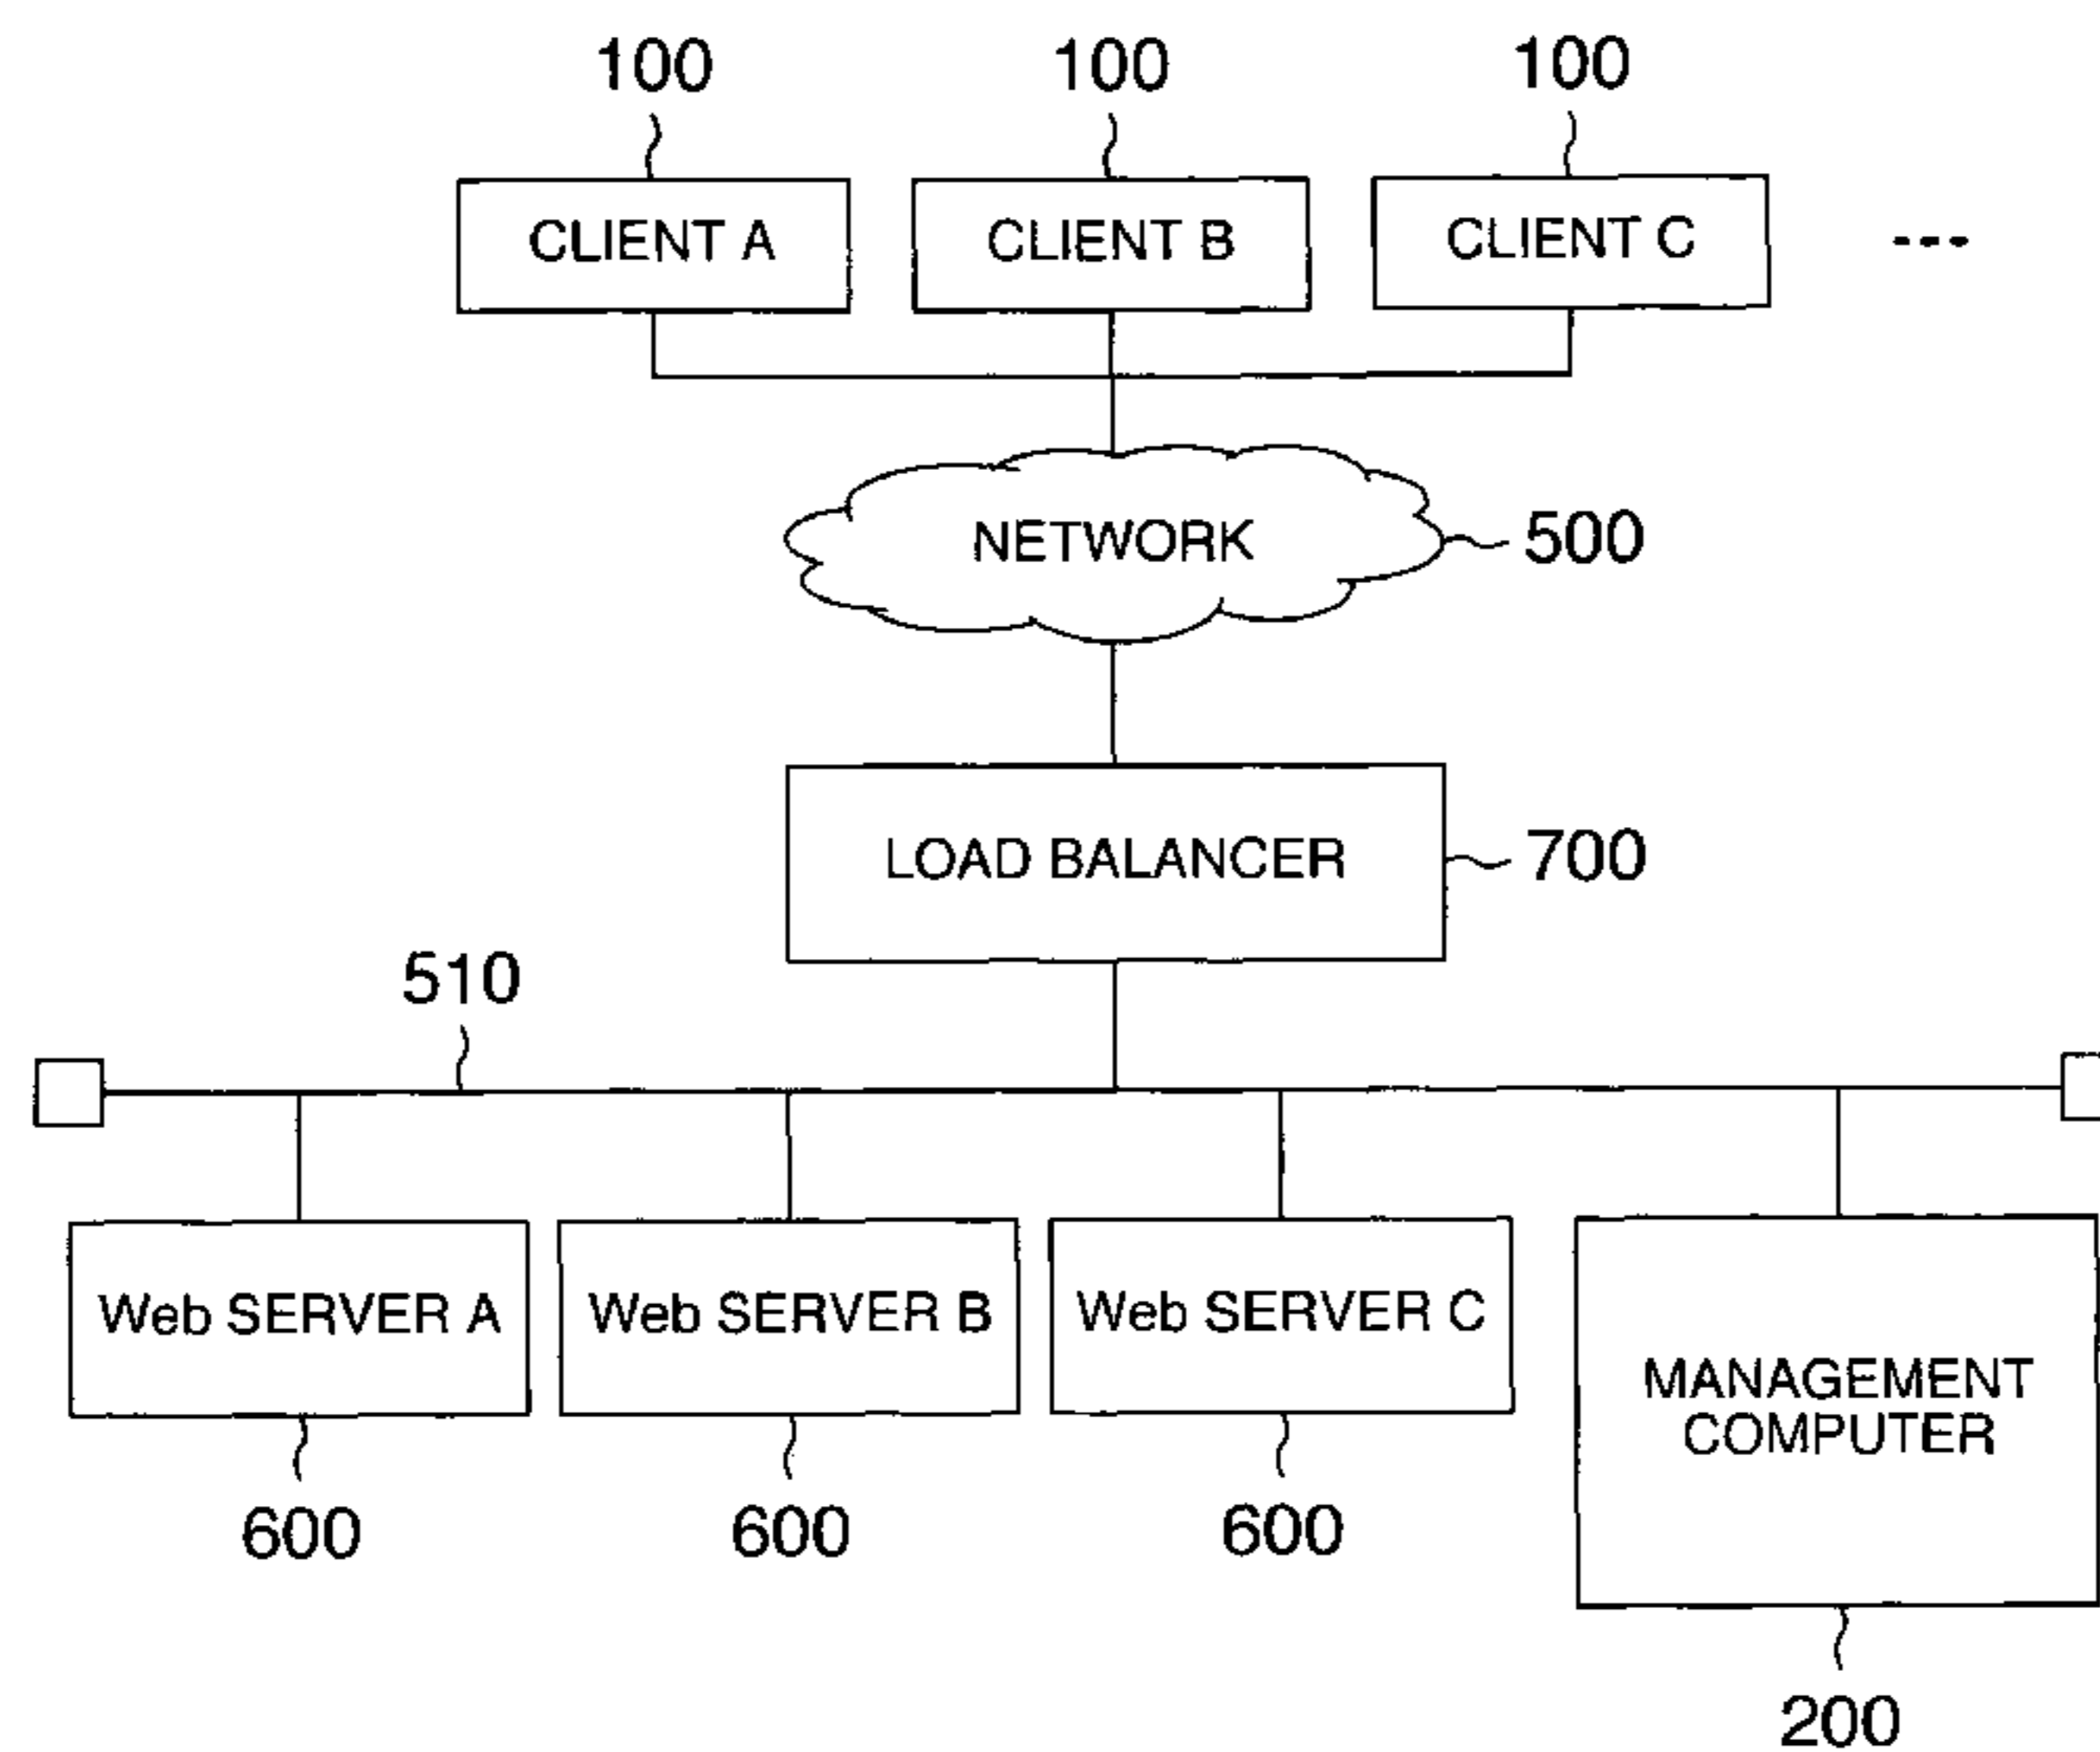 100 100 100
CLIENT A CLIENT B CLIENT C ---
NETWORK 500
LOAD BALANCER 700
510
Web SERVER A Web SERVER B Web SERVER C
MANAGEMENT
COMPUTER
600 600 600
200